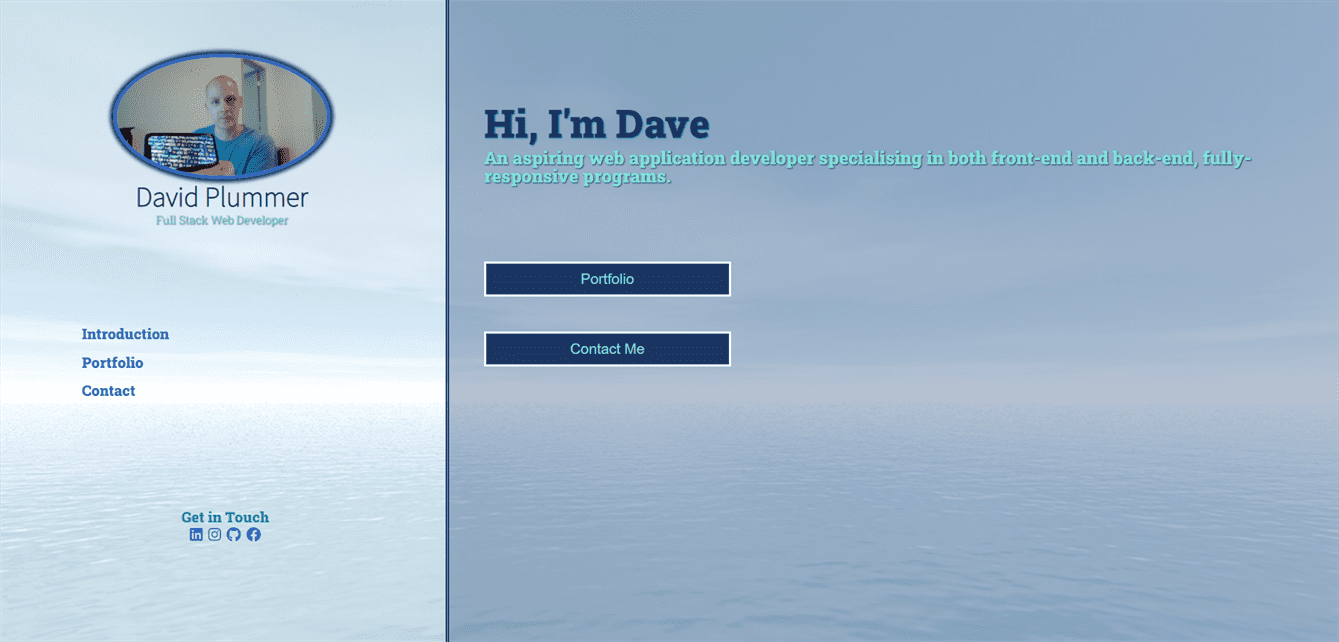 David Plummer
Full Stack Web Developer
Introduction
Portfolio
Contact
Get in Touch
Hi, I'm Dave
An aspiring web application developer specialising in both front-end and back-end, fully-
responsive programs.
Portfolio
Contact Me